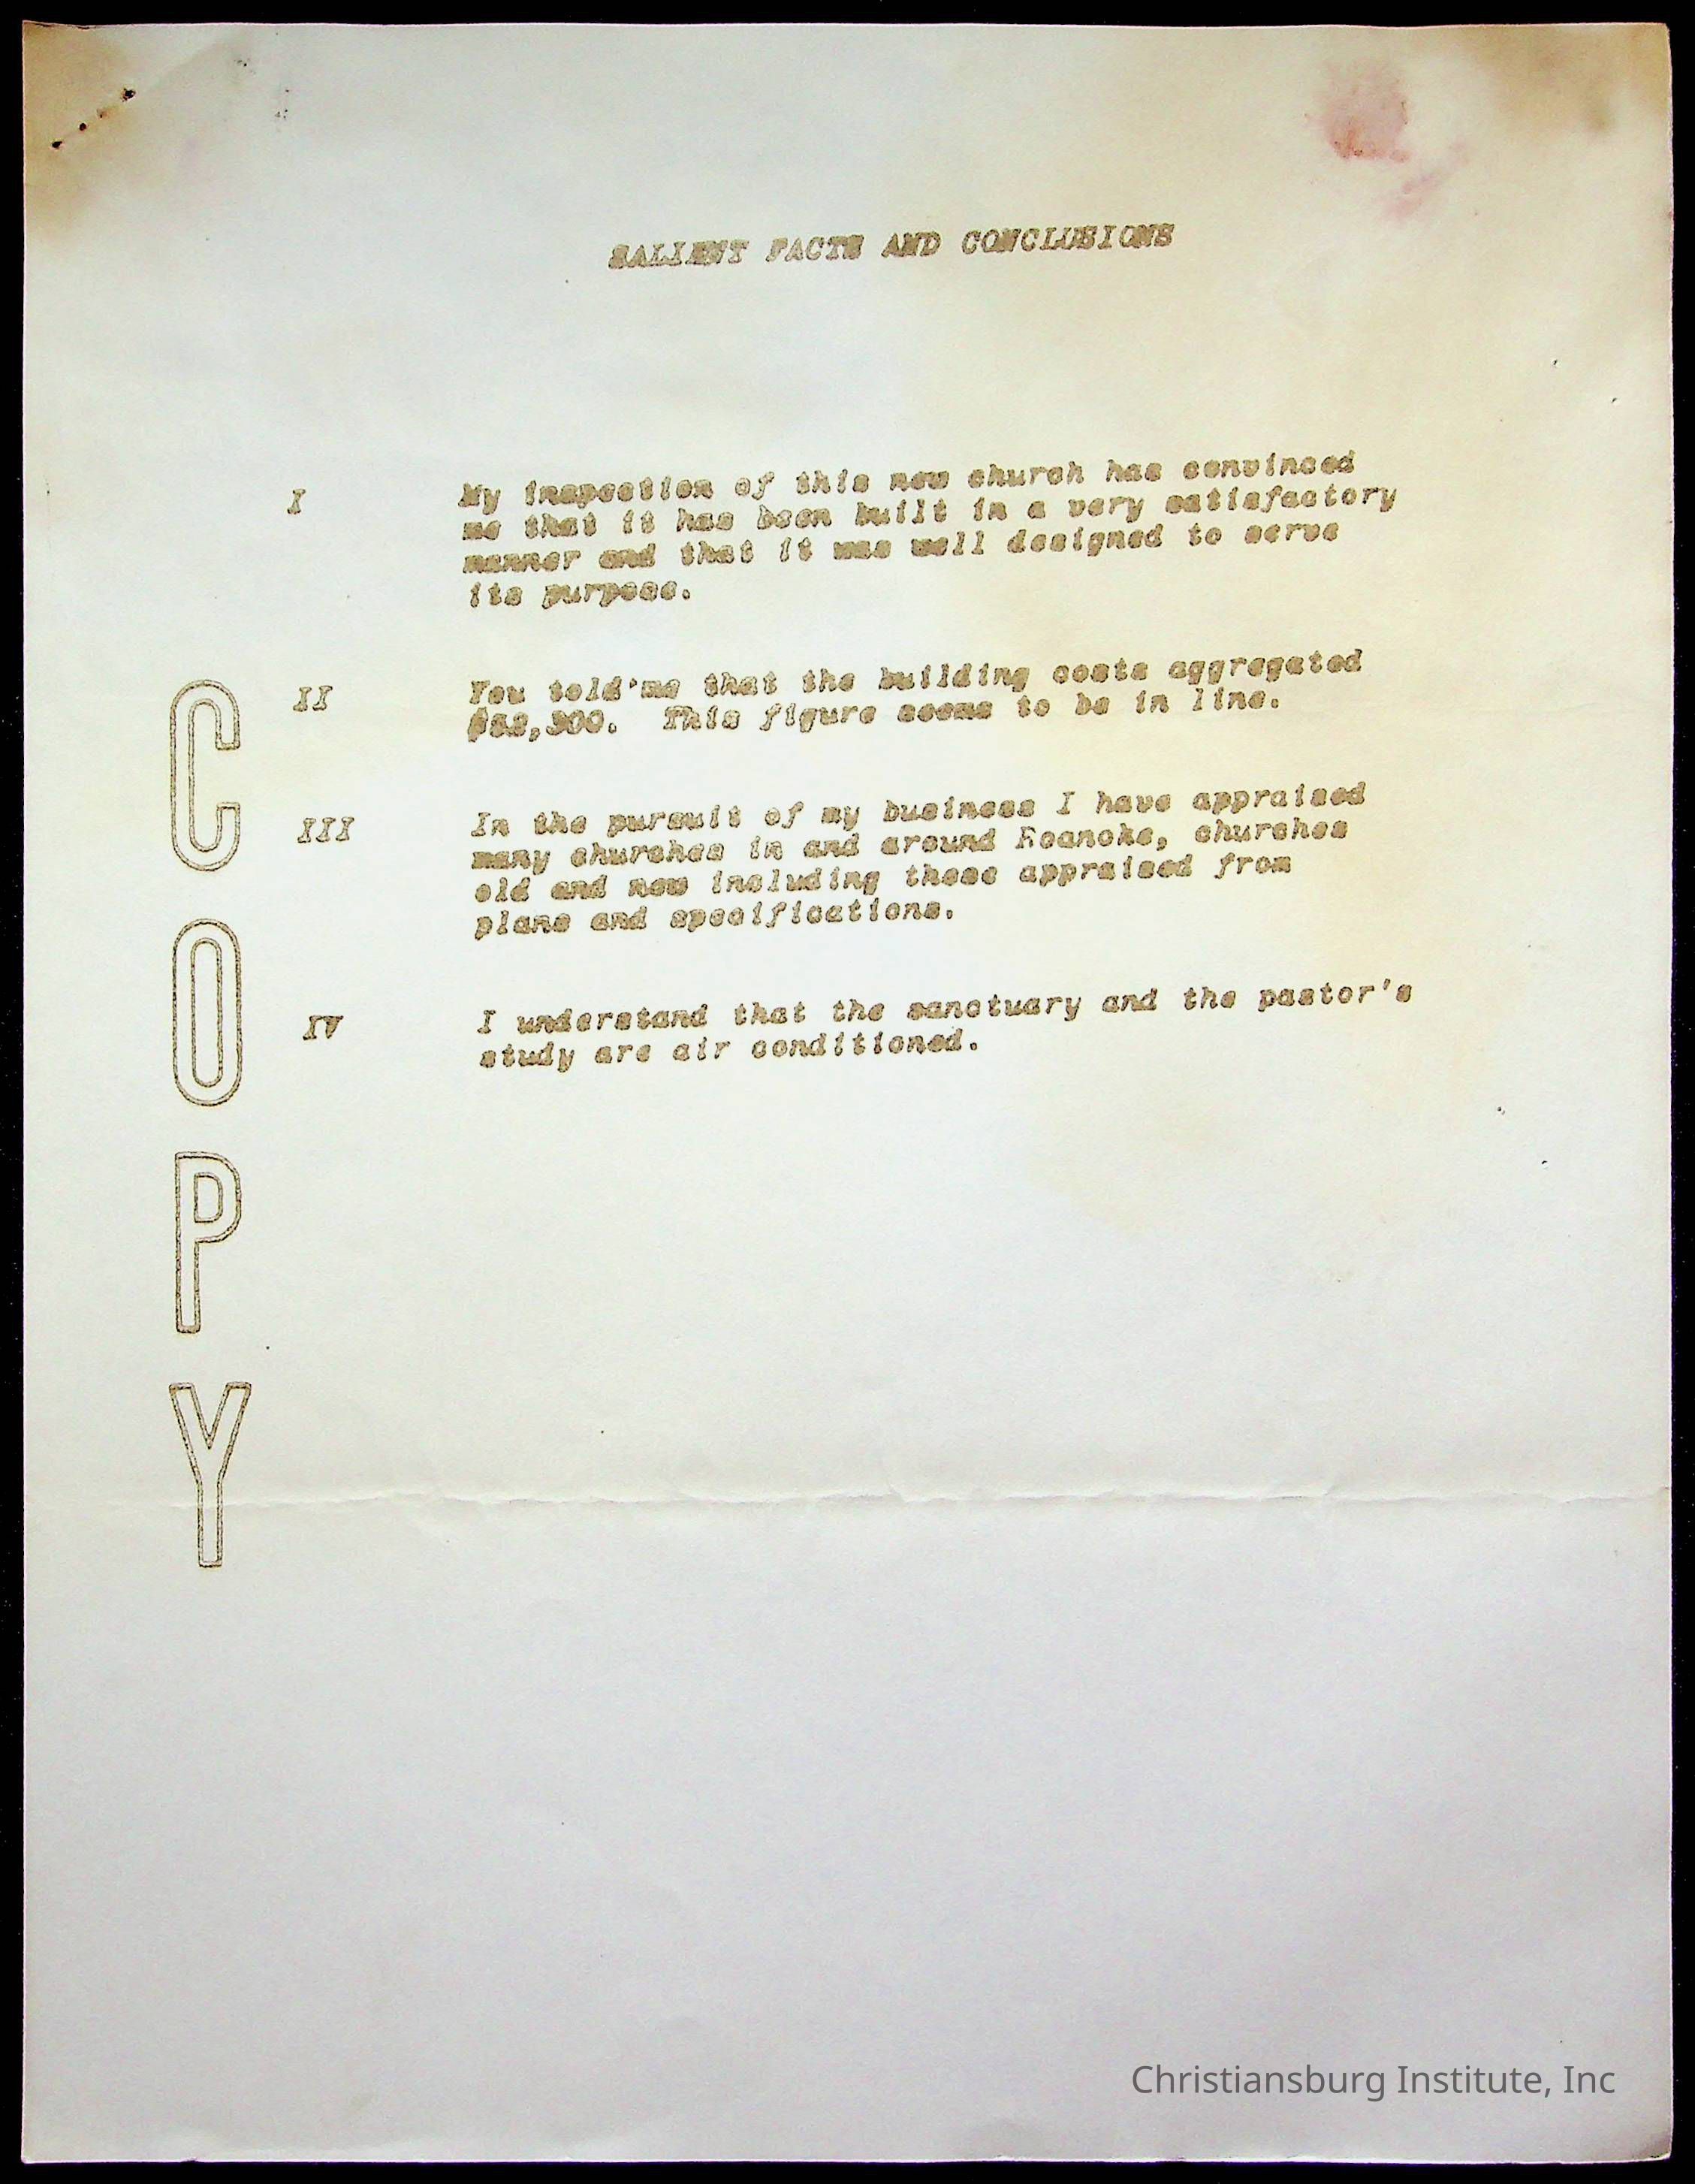 SALIENT FACTS AND CONCLUSIONS
I My inspection of this new church has convinced
me that it has been built in a very satisfactory
manner and that it was well designed to serve
its purpose.
II You told me that the building costs aggregated
This figure seems to be in line.
III In the pursuit of my business I have appraised
many churches in and around Roanoke, churches
old and new including those appraised from
plans and specifications.
IV I understand that the sanctuary and the pastor's
study are air conditioned.
COPY
Christiansburg Institute, Inc